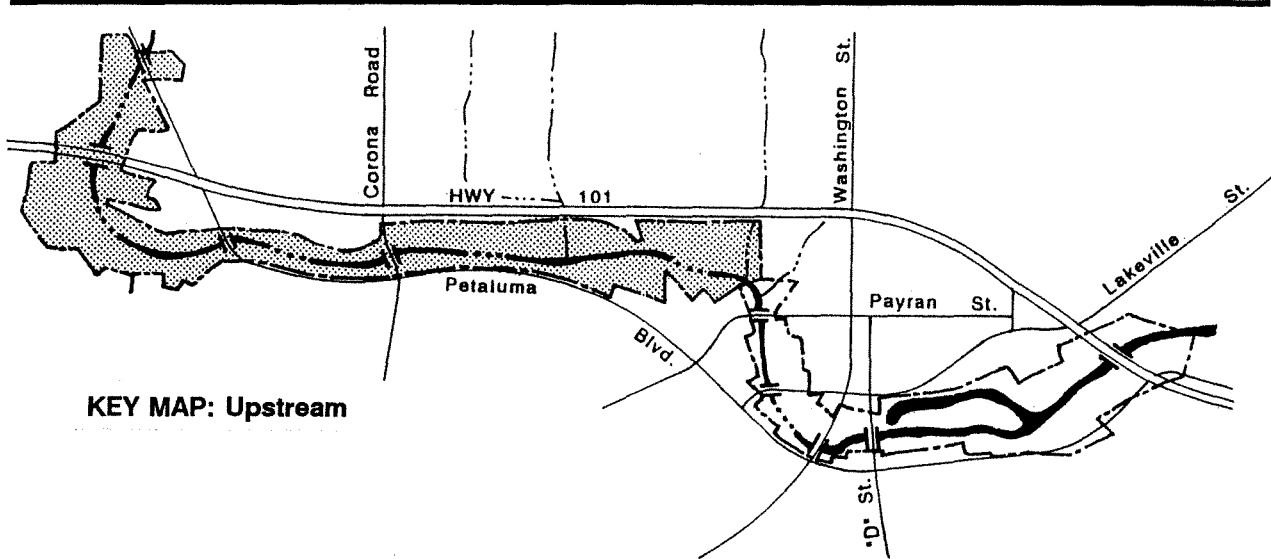 Corona Road
Washington St.
HWY 101
Lakeville St.
Petaluma Blvd.
Payran St.
KEY MAP: Upstream
"D" St.